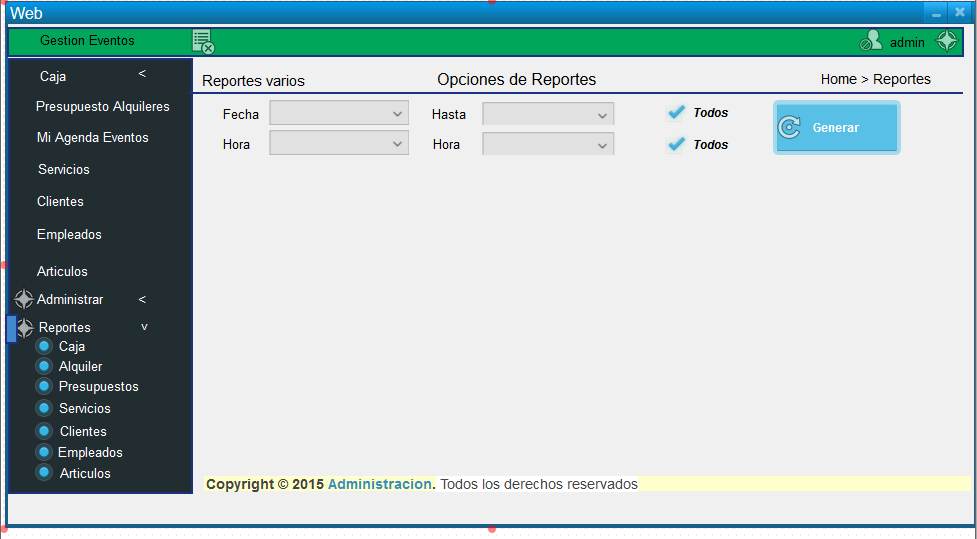 Web
Gestion Eventos
admin
Caja <
Reportes varios
Opciones de Reportes
Home > Reportes
Presupuesto Alquileres
Fecha
Hasta
Todos
Generar
Mi Agenda Eventos
Hora
Hora
Todos
Servicios
Clientes
Empleados
Articulos
Administrar <
Reportes v
Caja
Alquiler
Presupuestos
Servicios
Clientes
Empleados
Articulos
Copyright © 2015 Administracion. Todos los derechos reservados